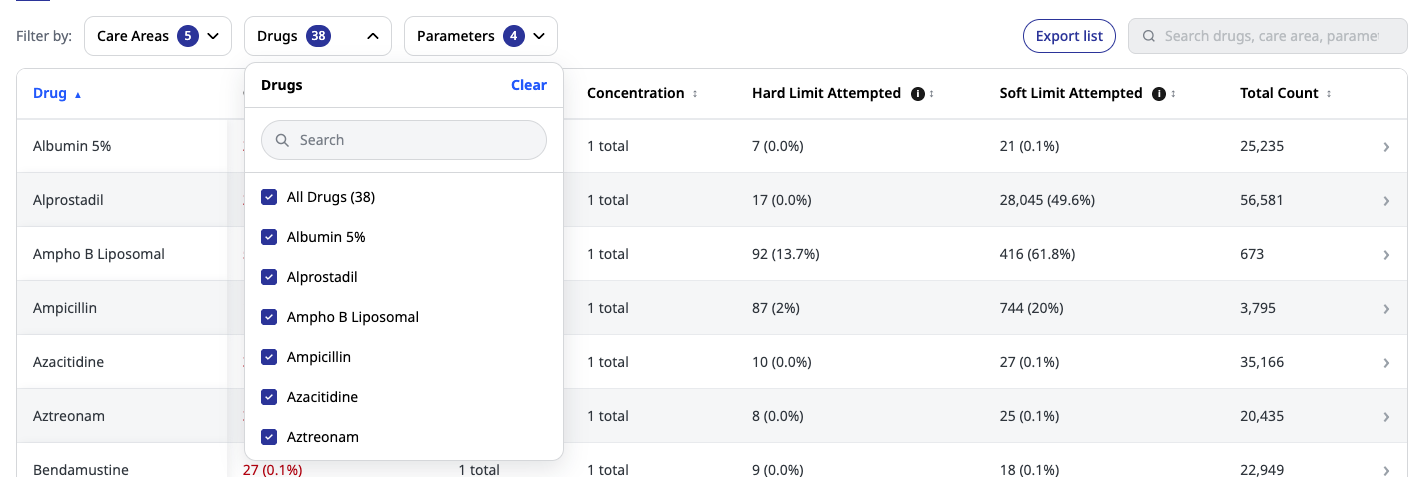 Filter by: Care Areas 5 Drugs 38 Parameters 4 Export list Search drugs, care area, parame
Drugs Clear
Search
All Drugs (38)
Albumin 5%
Alprostadil
Ampho B Liposomal
Ampicillin
Azacitidine
Aztreonam
Drug Concentration Hard Limit Attempted Soft Limit Attempted Total Count
Albumin 5% 1 total 7 (0.0%) 21 (0.1%) 25,235
Alprostadil 1 total 17 (0.0%) 28,045 (49.6%) 56,581
Ampho B Liposomal 1 total 92 (13.7%) 416 (61.8%) 673
Ampicillin 1 total 87 (2%) 744 (20%) 3,795
Azacitidine 1 total 10 (0.0%) 27 (0.1%) 35,166
Aztreonam 1 total 8 (0.0%) 25 (0.1%) 20,435
Bendamustine 27 (0.1%) 1 total 1 total 9 (0.0%) 18 (0.1%) 22,949